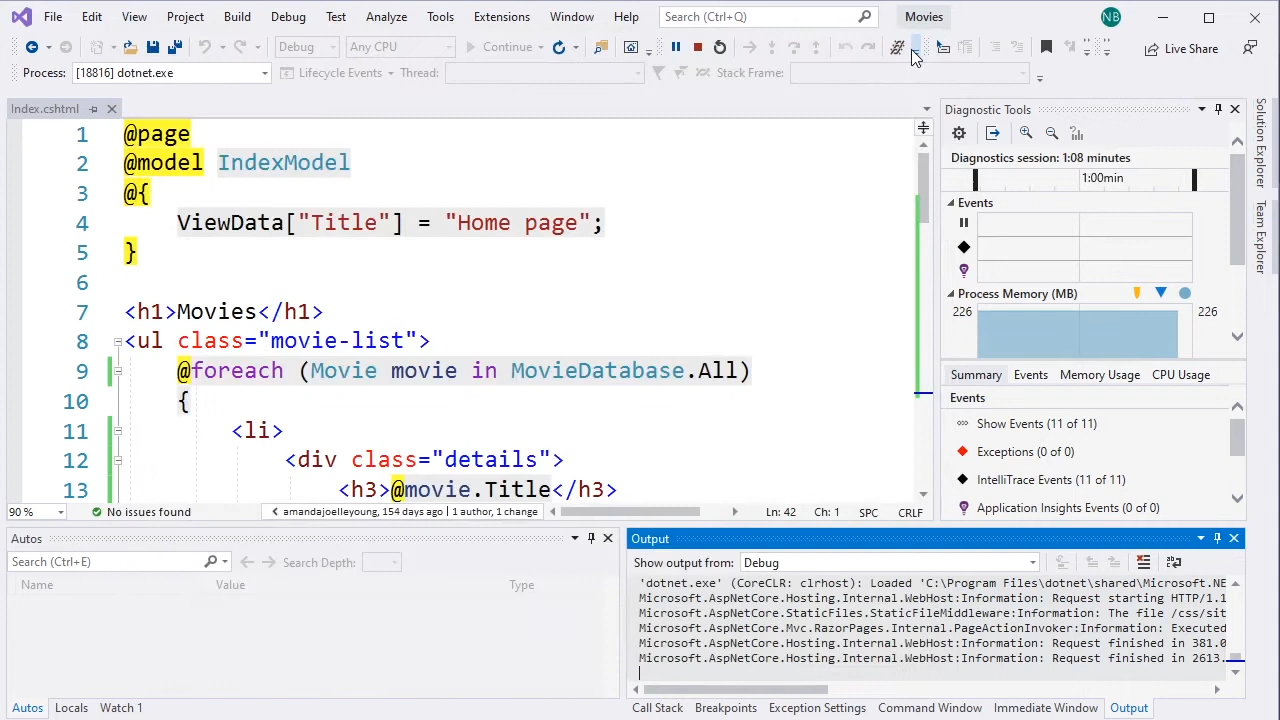 File Edit View Project Build Debug Test Analyze Tools Extensions Window Help Search (Ctrl+Q) Movies NB
Debug Any CPU Continue Live Share
Process: [18816] dotnet.exe Lifecycle Events Thread: Stack Frame:
Index.cshtml
1 @page
2 @model IndexModel
3 @{
4 ViewData["Title"] = "Home page";
5 }
6
7 <h1>Movies</h1>
8 <ul class="movie-list">
9 @foreach (Movie movie in MovieDatabase.All)
10 {
11 <li>
12 <div class="details">
13 <h3>@movie.Title</h3>
90 % No issues found amandajoelleyoung, 154 days ago | 1 author, 1 change Ln: 42 Ch: 1 SPC CRLF
Diagnostic Tools
Diagnostics session: 1:08 minutes
1:00min
Events
Process Memory (MB)
226 226
Summary Events Memory Usage CPU Usage
Events
Show Events (11 of 11)
Exceptions (0 of 0)
IntelliTrace Events (11 of 11)
Application Insights Events (0 of 0)
Solution Explorer
Team Explorer
Autos
Search (Ctrl+E) Search Depth:
Name Value Type
Autos Locals Watch 1
Output
Show output from: Debug
'dotnet.exe' (CoreCLR: clrhost): Loaded 'C:\Program Files\dotnet\shared\Microsoft.NE
Microsoft.AspNetCore.Hosting.Internal.WebHost:Information: Request starting HTTP/1.1
Microsoft.AspNetCore.StaticFiles.StaticFileMiddleware:Information: The file /css/sit
Microsoft.AspNetCore.Mvc.RazorPages.Internal.PageActionInvoker:Information: Executed
Microsoft.AspNetCore.Hosting.Internal.WebHost:Information: Request finished in 381.0
Microsoft.AspNetCore.Hosting.Internal.WebHost:Information: Request finished in 2613.
Call Stack Breakpoints Exception Settings Command Window Immediate Window Output